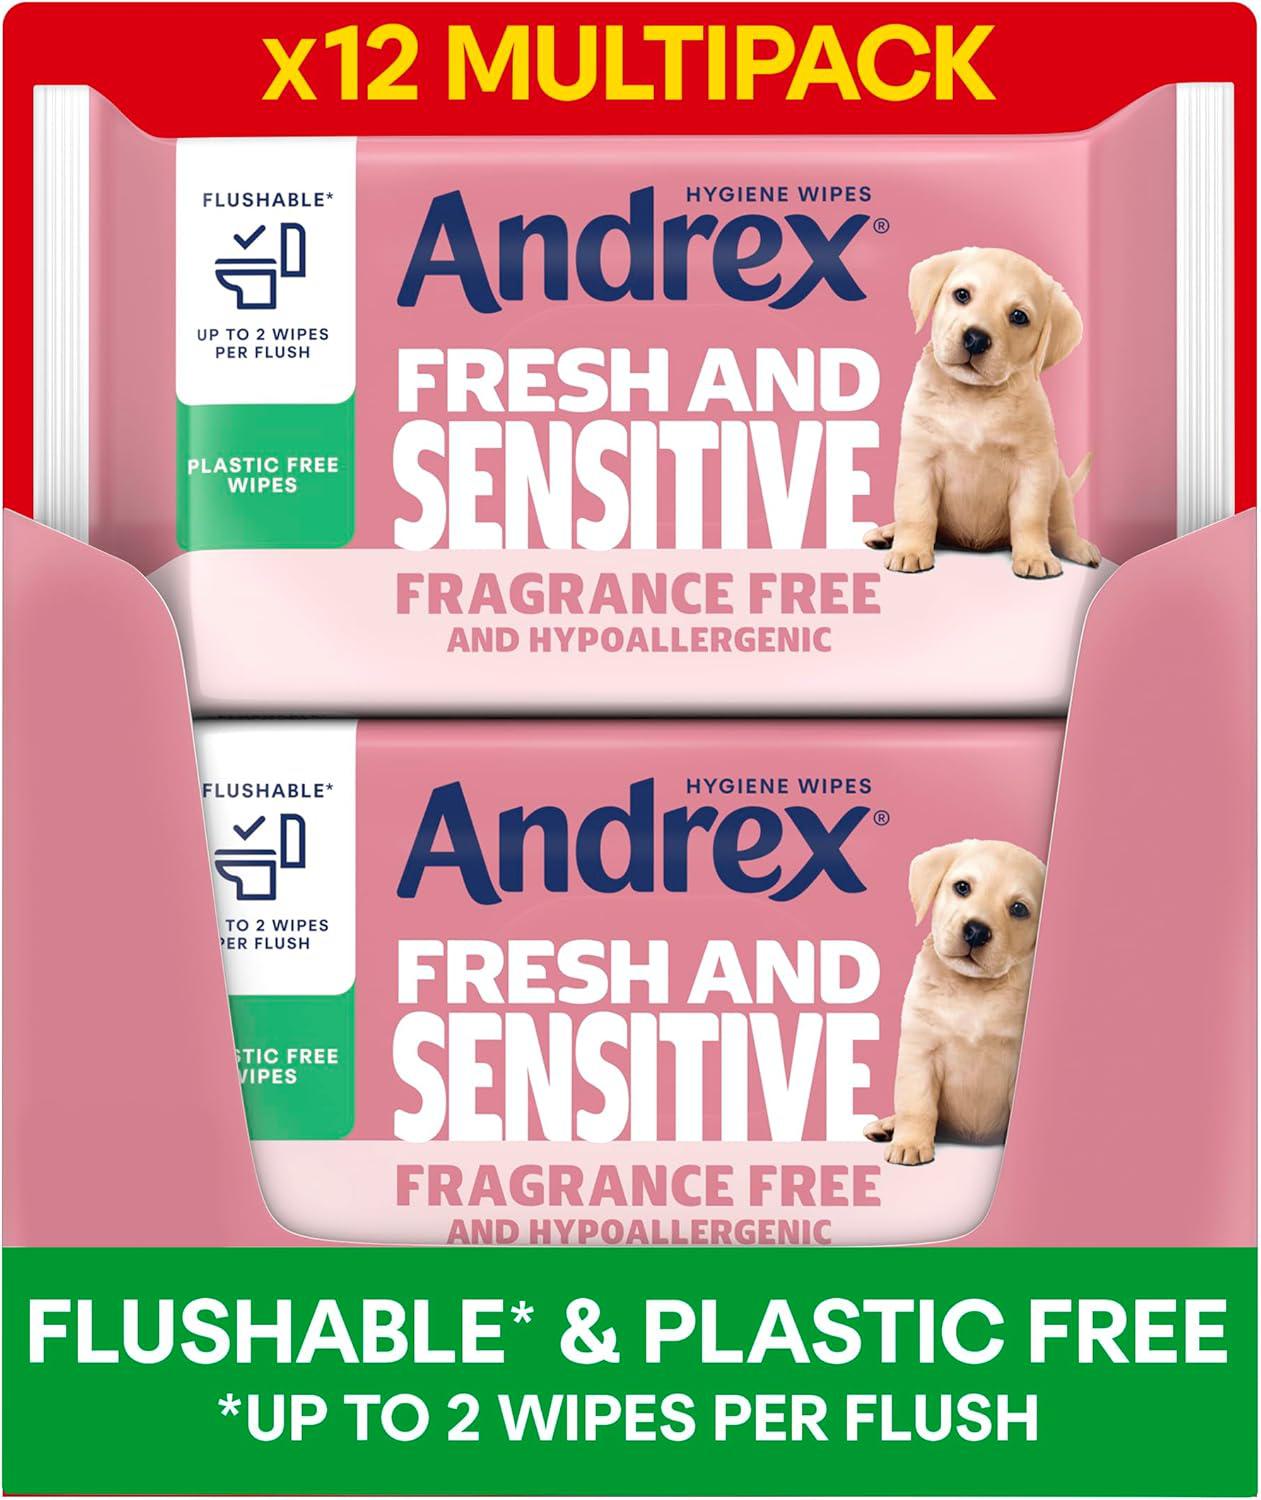 x12 MULTIPACK
FLUSHABLE*
UP TO 2 WIPES
PER FLUSH
PLASTIC FREE
WIPES
HYGIENE WIPES
Andrex®
FRESH AND
SENSITIVE
FRAGRANCE FREE
AND HYPOALLERGENIC
FLUSHABLE*
TO 2 WIPES
PER FLUSH
STIC FREE
WIPES
HYGIENE WIPES
Andrex®
FRESH AND
SENSITIVE
FRAGRANCE FREE
AND HYPOALLERGENIC
FLUSHABLE* & PLASTIC FREE
*UP TO 2 WIPES PER FLUSH